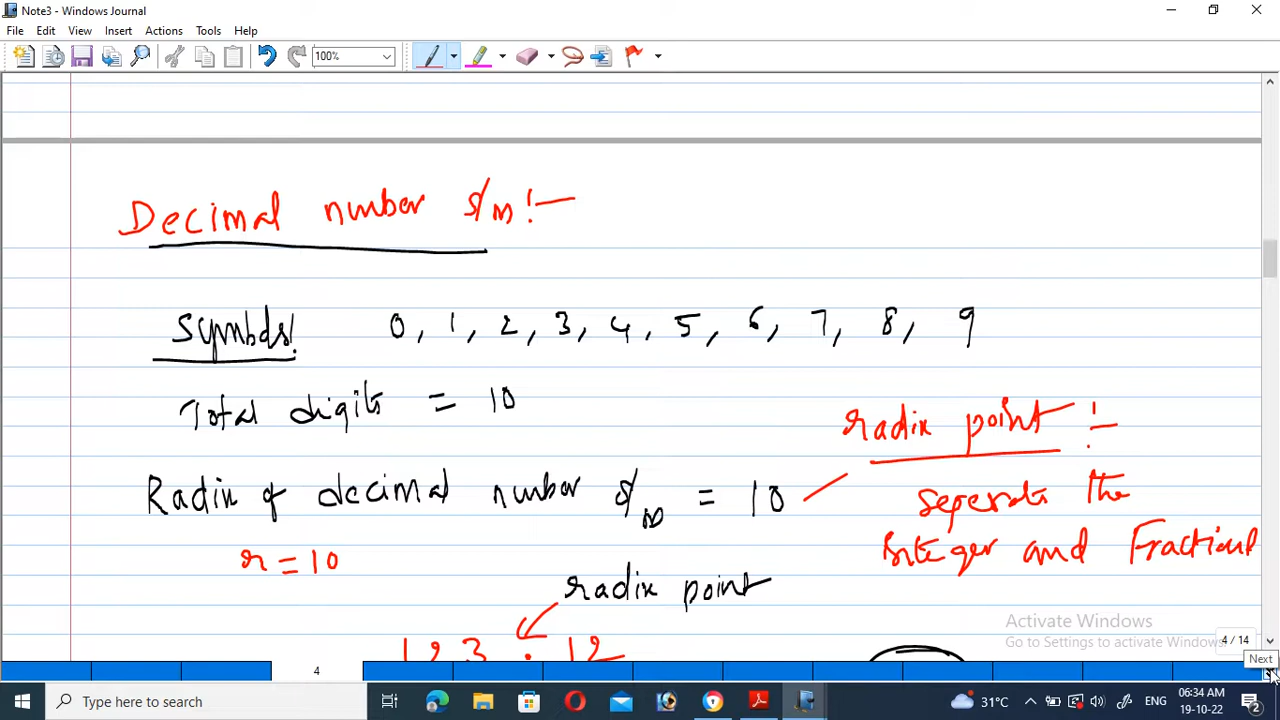 Note3 - Windows Journal
File Edit View Insert Actions Tools Help
100%
Decimal number s/m :-
Symbols: 0, 1, 2, 3, 4, 5, 6, 7, 8, 9
Total digits = 10
radix point :-
Radix of decimal number s/m = 10
seperate the
r = 10
integer and Fractional
radix point
123 . 12
Activate Windows
Go to Settings to activate Windows.
4 / 14
Next
4
Type here to search
31°C
06:34 AM
19-10-22
2